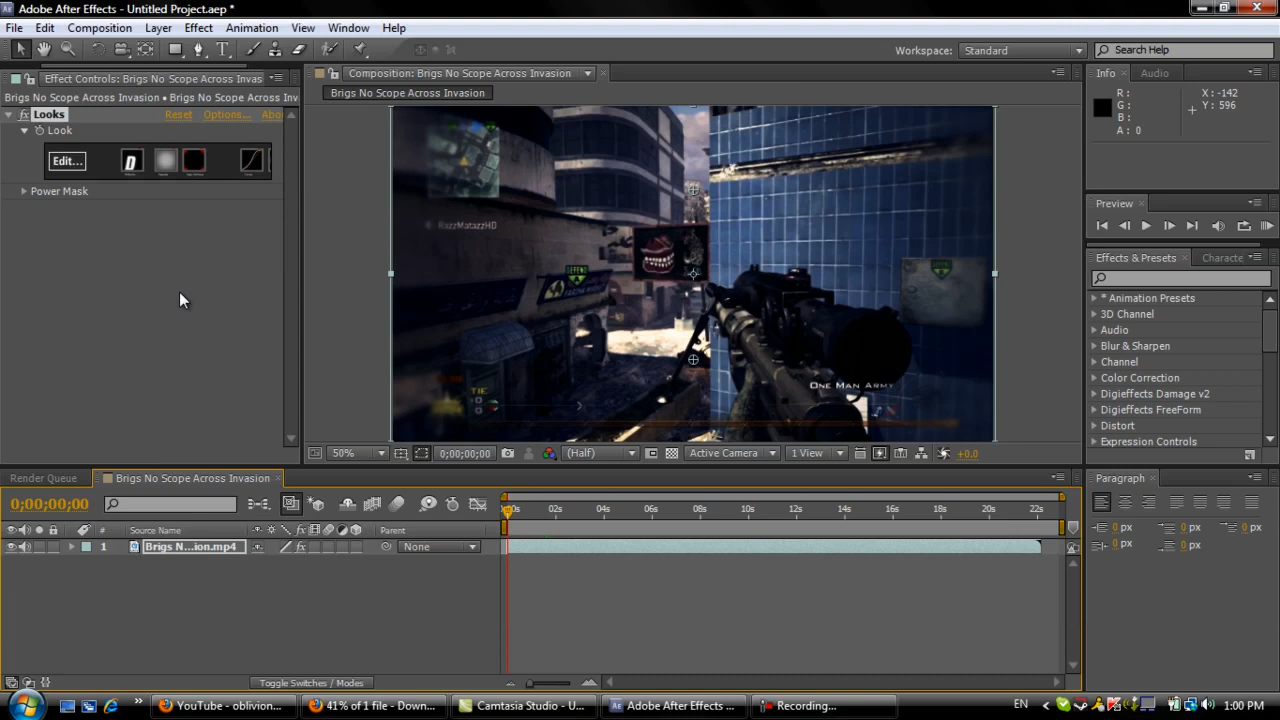 Adobe After Effects - Untitled Project.aep *
File Edit Composition Layer Effect Animation View Window Help
Workspace: Standard Search Help
Effect Controls: Brigs No Scope Across Invas
Brigs No Scope Across Invasion • Brigs No Scope Across Inv
Looks Reset Options... Abo
Look
Edit...
Power Mask
Composition: Brigs No Scope Across Invasion
Brigs No Scope Across Invasion
RazzMatazzHD
DEFEND
DEFEND
TIE
One Man Army
50% 0;00;00;00 (Half) Active Camera 1 View +0.0
Info Audio
R: X: -142
G: Y: 596
B:
A: 0
Preview
Effects & Presets Characte
* Animation Presets
3D Channel
Audio
Blur & Sharpen
Channel
Color Correction
Digieffects Damage v2
Digieffects FreeForm
Distort
Expression Controls
Render Queue Brigs No Scope Across Invasion
0;00;00;00
02s 04s 06s 08s 10s 12s 14s 16s 18s 20s 22s
# Source Name Parent
1 Brigs N...ion.mp4 None
Toggle Switches / Modes
Paragraph
0 px 0 px 0 px
0 px 0 px
YouTube - oblivion... 41% of 1 file - Down... Camtasia Studio - U... Adobe After Effects ... Recording... EN 1:00 PM